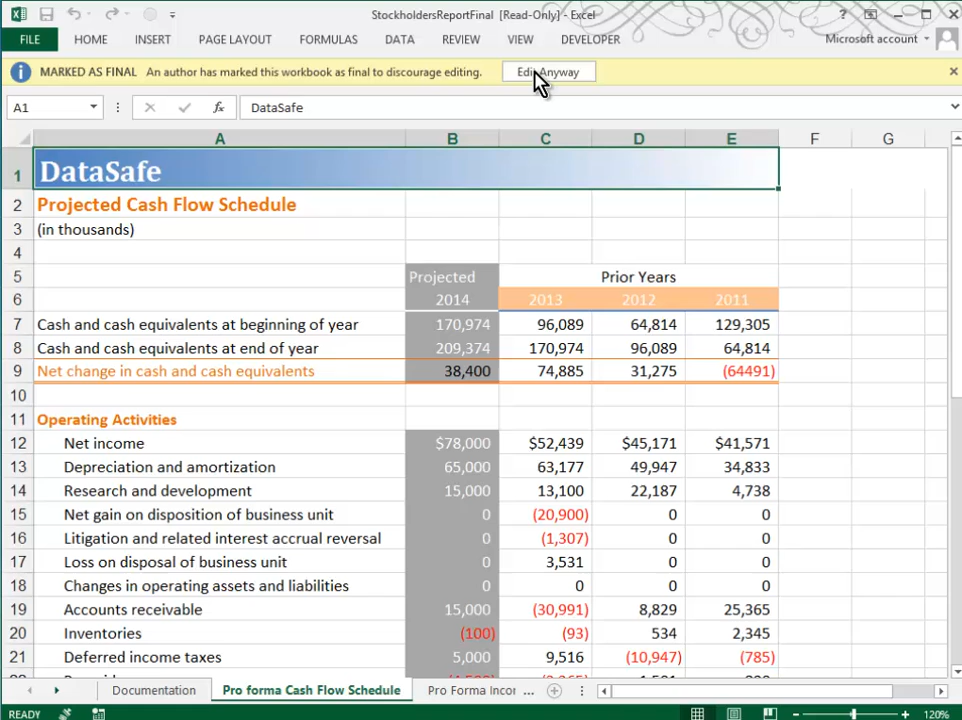 StockholdersReportFinal [Read-Only] - Excel
FILE HOME INSERT PAGE LAYOUT FORMULAS DATA REVIEW VIEW DEVELOPER Microsoft account
MARKED AS FINAL An author has marked this workbook as final to discourage editing. Edit Anyway
A1 fx DataSafe
A B C D E F G
1 DataSafe
2 Projected Cash Flow Schedule
3 (in thousands)
4
5 Projected Prior Years
6 2014 2013 2012 2011
7 Cash and cash equivalents at beginning of year 170,974 96,089 64,814 129,305
8 Cash and cash equivalents at end of year 209,374 170,974 96,089 64,814
9 Net change in cash and cash equivalents 38,400 74,885 31,275 (64491)
10
11 Operating Activities
12 Net income $78,000 $52,439 $45,171 $41,571
13 Depreciation and amortization 65,000 63,177 49,947 34,833
14 Research and development 15,000 13,100 22,187 4,738
15 Net gain on disposition of business unit 0 (20,900) 0 0
16 Litigation and related interest accrual reversal 0 (1,307) 0 0
17 Loss on disposal of business unit 0 3,531 0 0
18 Changes in operating assets and liabilities 0 0 0 0
19 Accounts receivable 15,000 (30,991) 8,829 25,365
20 Inventories (100) (93) 534 2,345
21 Deferred income taxes 5,000 9,516 (10,947) (785)
Documentation Pro forma Cash Flow Schedule Pro Forma Incor ...
READY 120%